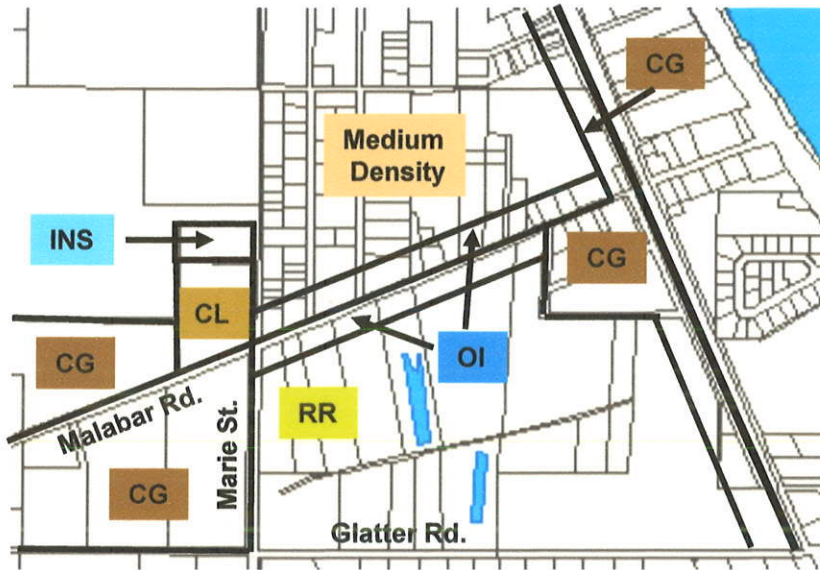 CG
Medium
Density
INS
CG
CL
OI
CG
Malabar Rd.
RR
Marie St.
CG
Glatter Rd.